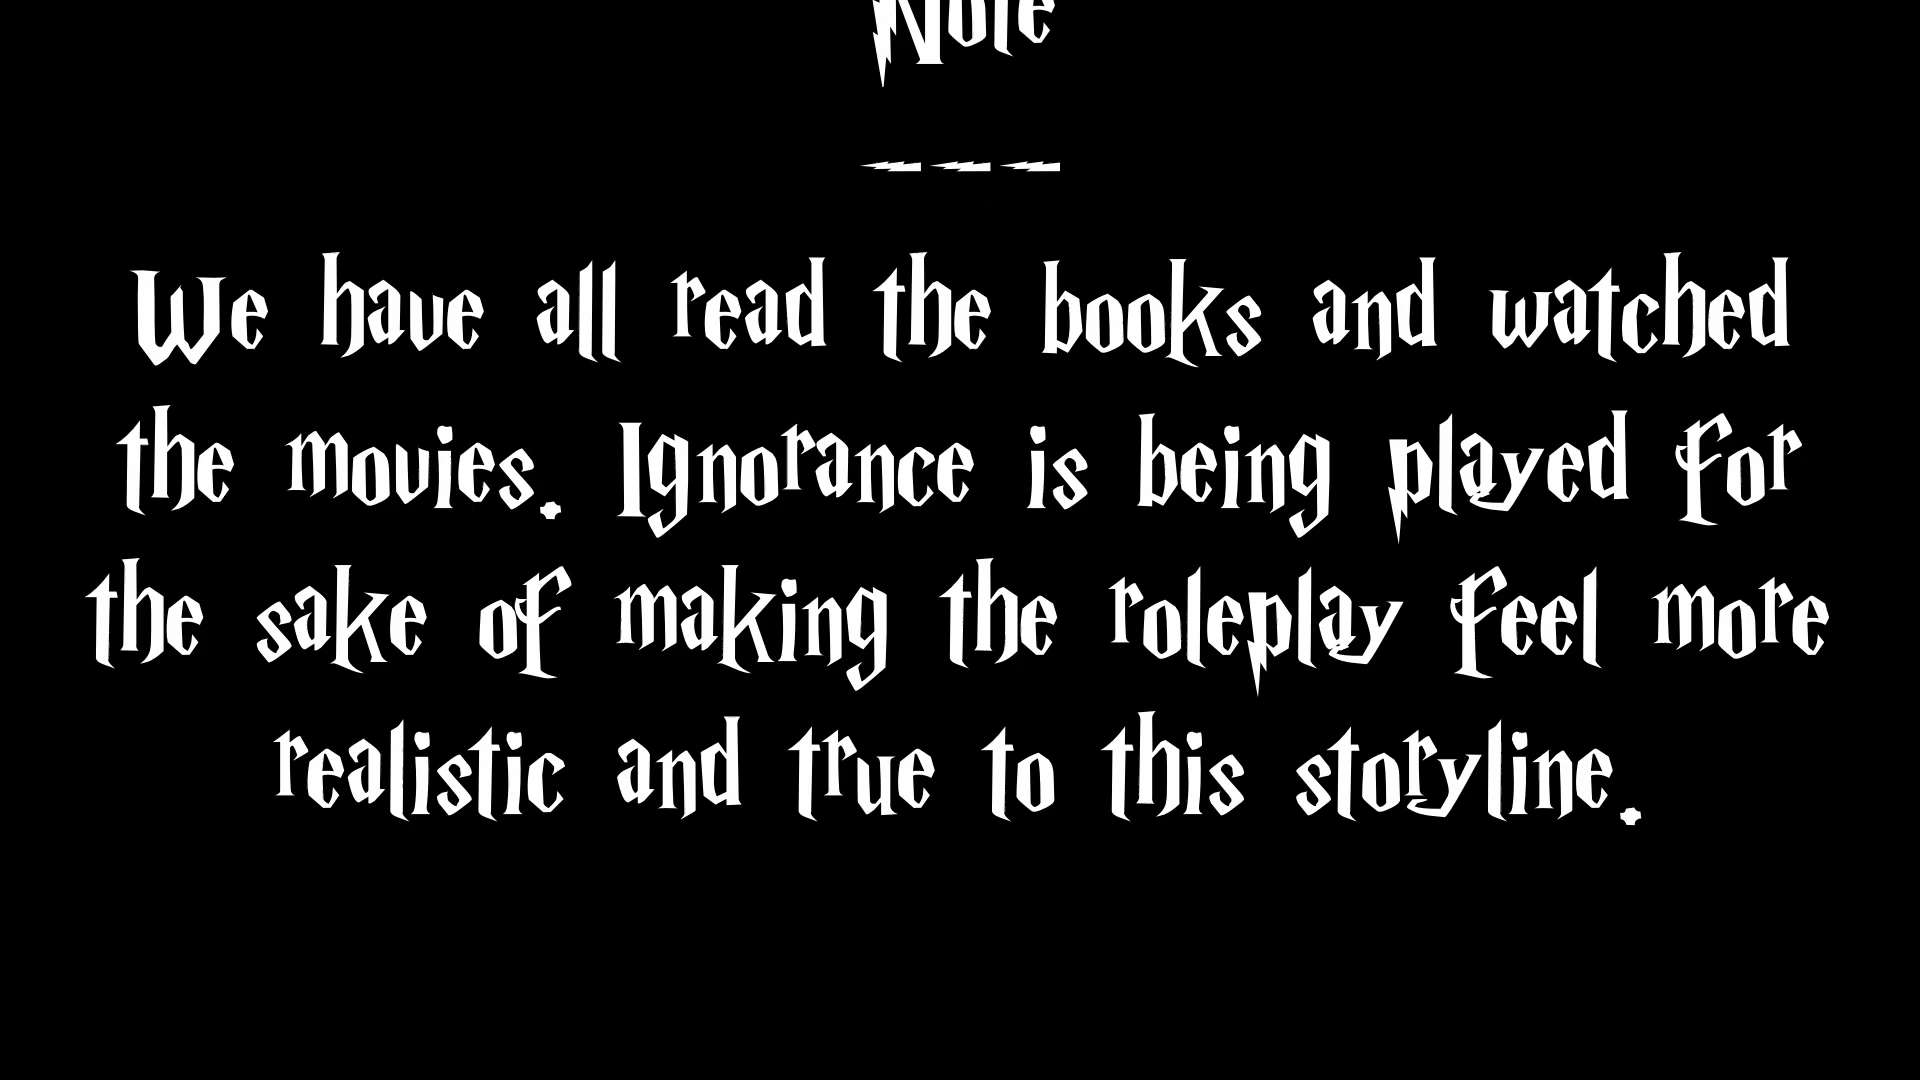 Note
---
We have all read the books and watched
the movies. Ignorance is being played for
the sake of making the roleplay feel more
realistic and true to this storyline.